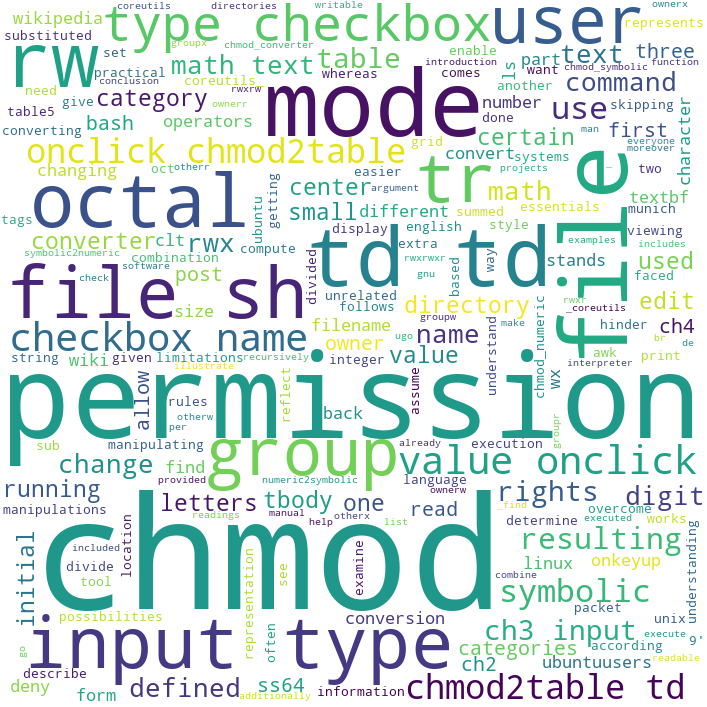 coreutils directories writable ownerx
wikipedia type checkbox user represents
substituted groupx chmod_converter enable
need set rw math text table text part three
practical whereas introduction ls chmod_symbolic function
conclusion coreutils rwxrw comes want command
table5 give category another number skipping
converting bash operators mode done use first
changing onclick chmod2table certain convert systems two man everyone moreover
oct ownerr otherr grid character
tags octal getting ubuntu easier argument tr math projects _ textbf
center different summed essentials munich
small display english style file
converter clt rwx compute extra td td stands viewing
symbolic2numeric combination rwxrwxr gnu way examples used
check software post divided unrelated based rwxr includes faced
file sh size follows directory _coreutils edit
filename groupw name hinder
checkbox name owner understand chmod_numeric ch4
string wiki given limitations recursively integer ugo value make awk print br de
illustrate reflect assume wx interpreter
permission
allow rules otherw per back
sub manipulating already execution groupr
change find group value onclick
running provided numeric2symbolic language rights digit
manipulations letters tbody one read ownerw _find executed overcome
readings manual help otherx list determine works
initial included location resulting
divide tool chmod linux onkeyup understanding
possibilities representation see examine symbolic combine
packet unix execute
input type conversion ch3 input according 9'
go describe often categories ch2 ubuntuusers readable
deny form defined ss64 information additionally chmod2table td